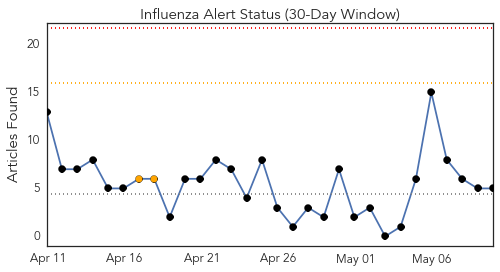 Influenza Alert Status (30-Day Window)
Articles Found
20
15
10
5
0
Apr 11 Apr 16 Apr 21 Apr 26 May 01 May 06